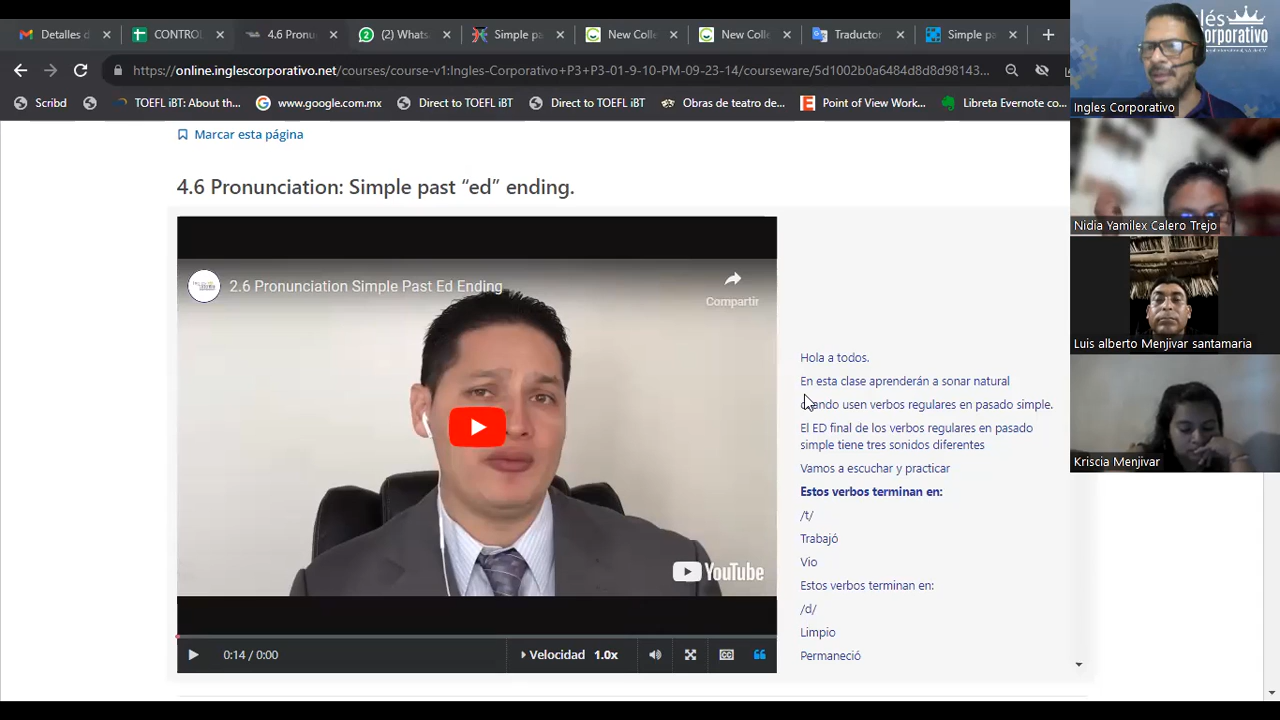 Detalles d
CONTROL
4.6 Pronu
(2) Whats
Simple pa
New Colle
New Colle
Traductor
Simple pa
https://online.inglescorporativo.net/courses/course-v1:Ingles-Corporativo+P3+P3-01-9-10-PM-09-23-14/courseware/5d1002b0a6484d8d8d98143...
Scribd
TOEFL iBT: About th...
www.google.com.mx
Direct to TOEFL iBT
Direct to TOEFL iBT
Obras de teatro de...
Point of View Work...
Libreta Evernote co...
Marcar esta página
4.6 Pronunciation: Simple past “ed” ending.
2.6 Pronunciation Simple Past Ed Ending
Compartir
YouTube
0:14 / 0:00
Velocidad 1.0x
Hola a todos.
En esta clase aprenderán a sonar natural
cuando usen verbos regulares en pasado simple.
El ED final de los verbos regulares en pasado
simple tiene tres sonidos diferentes
Vamos a escuchar y practicar
Estos verbos terminan en:
/t/
Trabajó
Vio
Estos verbos terminan en:
/d/
Limpio
Permaneció
Ingles Corporativo
Nidia Yamilex Calero Trejo
Luis alberto Menjivar santamaria
Kriscia Menjivar